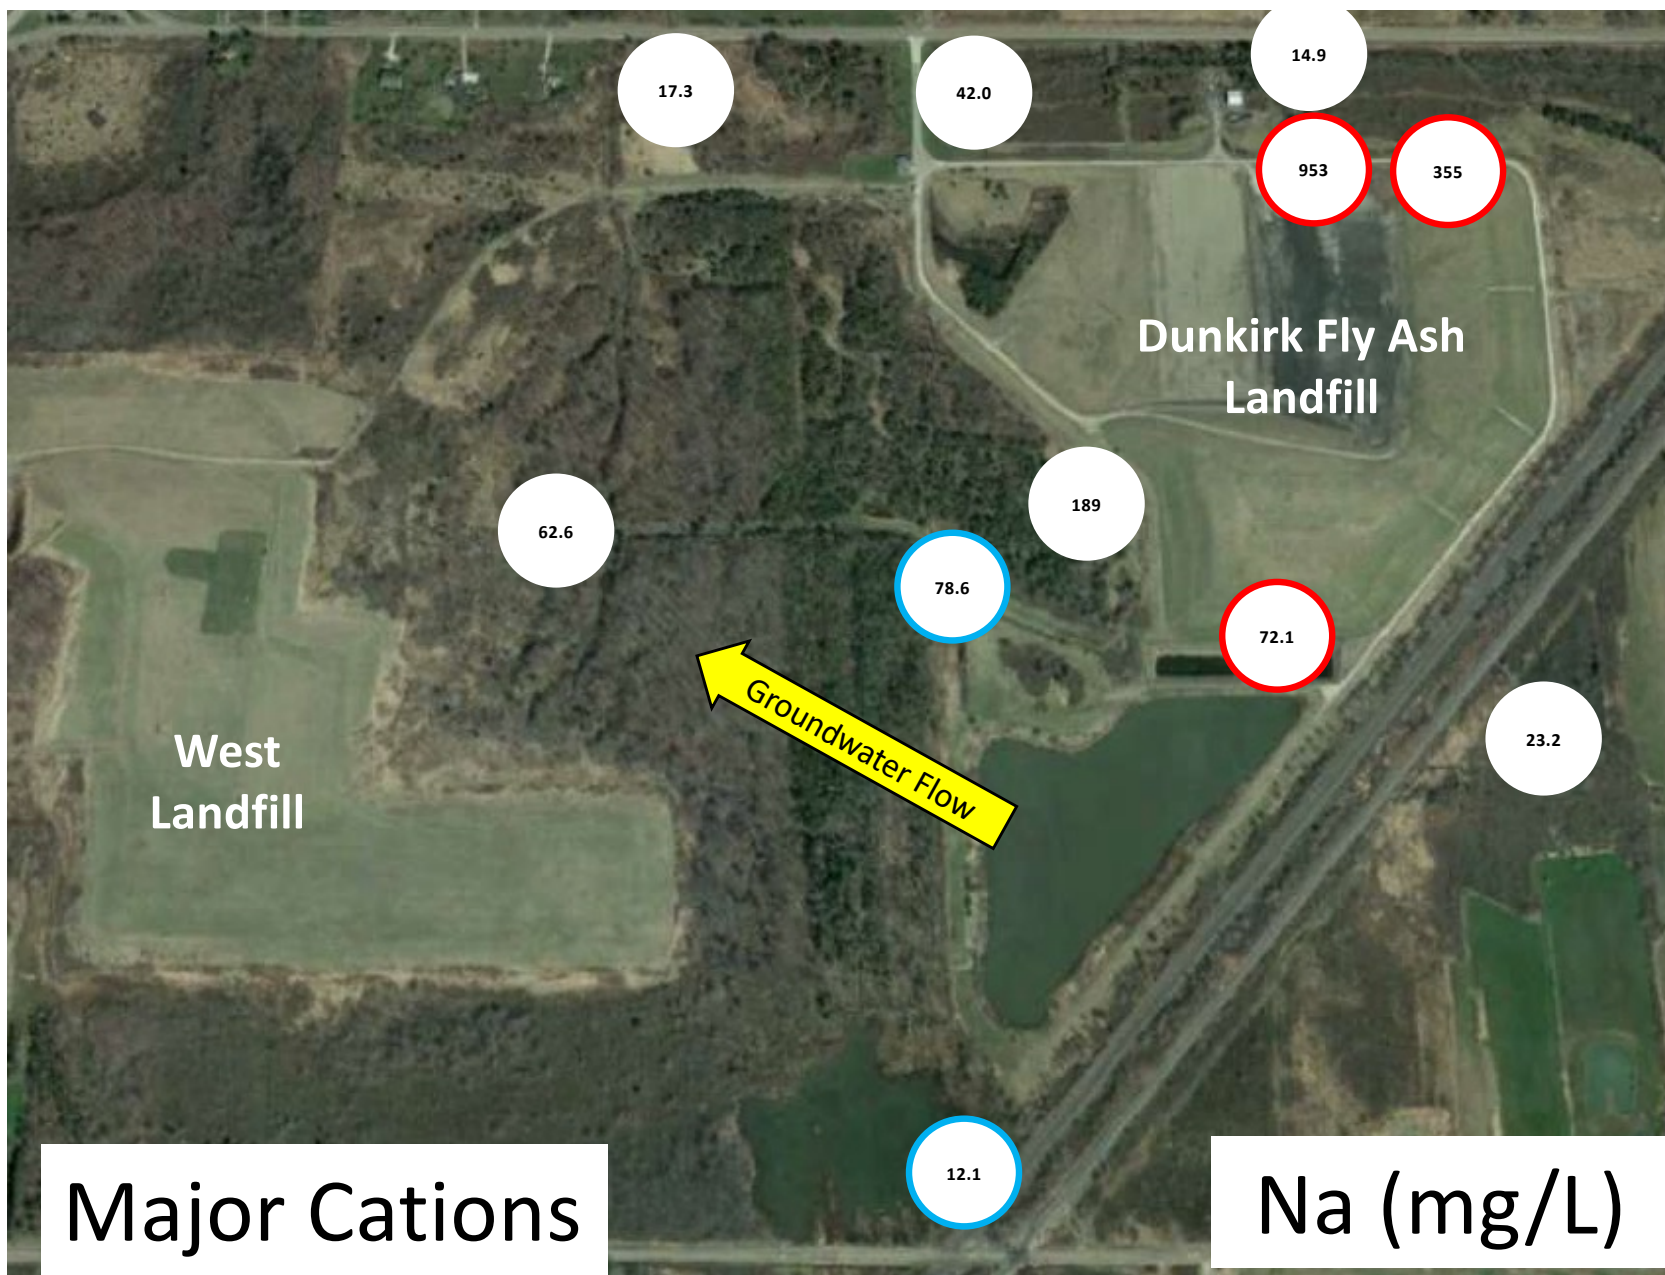 14.9
17.3
42.0
953
355
Dunkirk Fly Ash
Landfill
189
62.6
78.6
72.1
Groundwater Flow
23.2
West
Landfill
12.1
Major Cations
Na (mg/L)